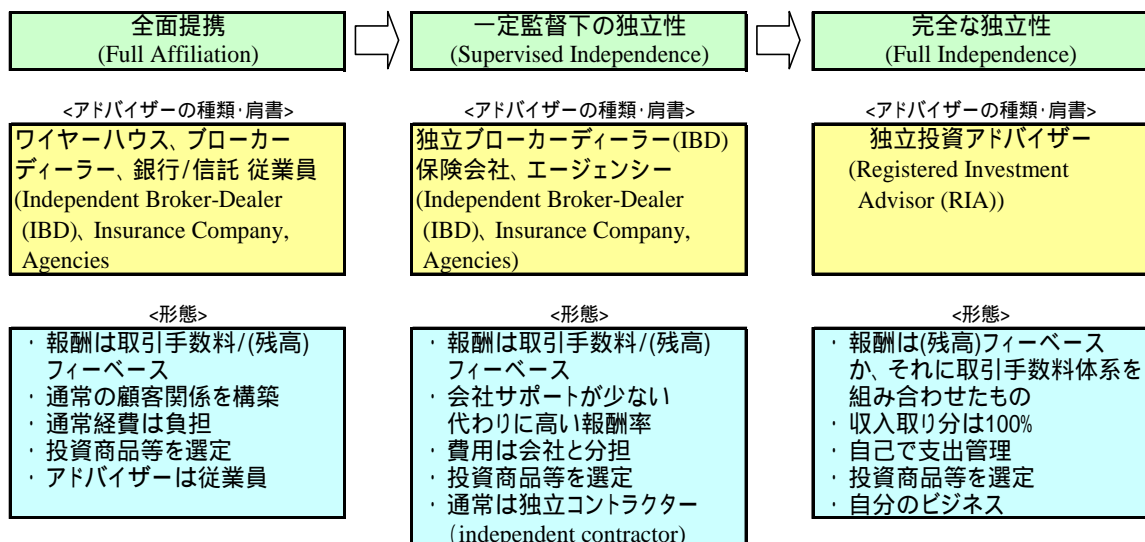 全面提携
(Full Affiliation)
<アドバイザーの種類･肩書>
ワイヤーハウス、ブローカー
ディーラー、銀行/信託 従業員
(Independent Broker-Dealer
(IBD)、Insurance Company,
Agencies
<形態>
･ 報酬は取引手数料/(残高)
フィーベース
･ 通常の顧客関係を構築
･ 通常経費は負担
･ 投資商品等を選定
･ アドバイザーは従業員
一定監督下の独立性
(Supervised Independence)
<アドバイザーの種類･肩書>
独立ブローカーディーラー(IBD)
保険会社、エージェンシー
(Independent Broker-Dealer
(IBD)、Insurance Company,
Agencies)
<形態>
･ 報酬は取引手数料/(残高)
フィーベース
･ 会社サポートが少ない
代わりに高い報酬率
･ 費用は会社と分担
･ 投資商品等を選定
･ 通常は独立コントラクター
(independent contractor)
完全な独立性
(Full Independence)
<アドバイザーの種類･肩書>
独立投資アドバイザー
(Registered Investment
Advisor (RIA))
<形態>
･ 報酬は(残高)フィーベース
か、それに取引手数料体系を
組み合わせたもの
･ 収入取り分は100%
･ 自己で支出管理
･ 投資商品等を選定
･ 自分のビジネス